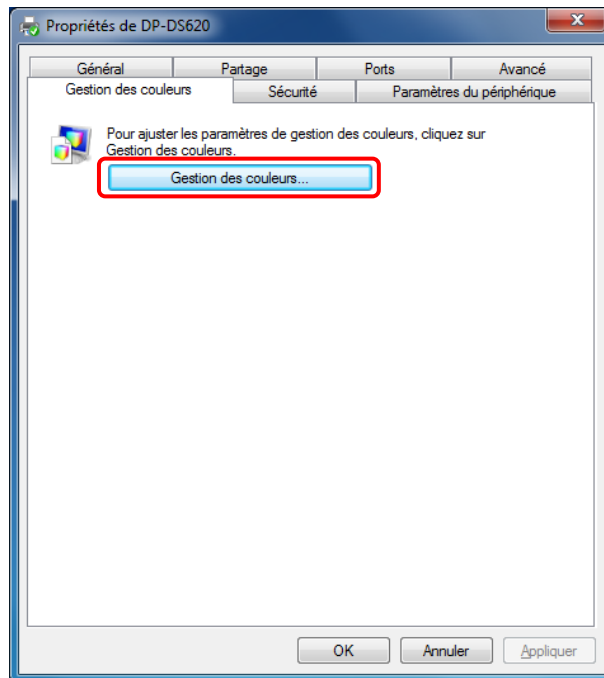 Propriétés de DP-DS620
Général Partage Ports Avancé
Gestion des couleurs Sécurité Paramètres du périphérique
Pour ajuster les paramètres de gestion des couleurs, cliquez sur
Gestion des couleurs.
Gestion des couleurs...
OK Annuler Appliquer